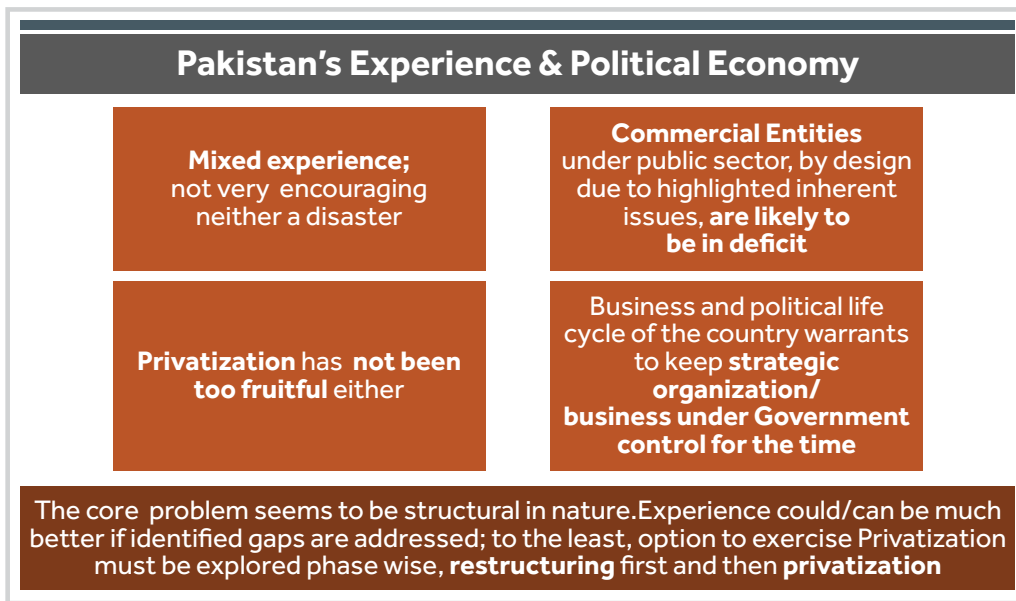 Pakistan’s Experience & Political Economy
Mixed experience;
not very encouraging
neither a disaster
Commercial Entities
under public sector, by design
due to highlighted inherent
issues, are likely to
be in deficit
Privatization has not been
too fruitful either
Business and political life
cycle of the country warrants
to keep strategic
organization/
business under Government
control for the time
The core problem seems to be structural in nature.Experience could/can be much
better if identified gaps are addressed; to the least, option to exercise Privatization
must be explored phase wise, restructuring first and then privatization